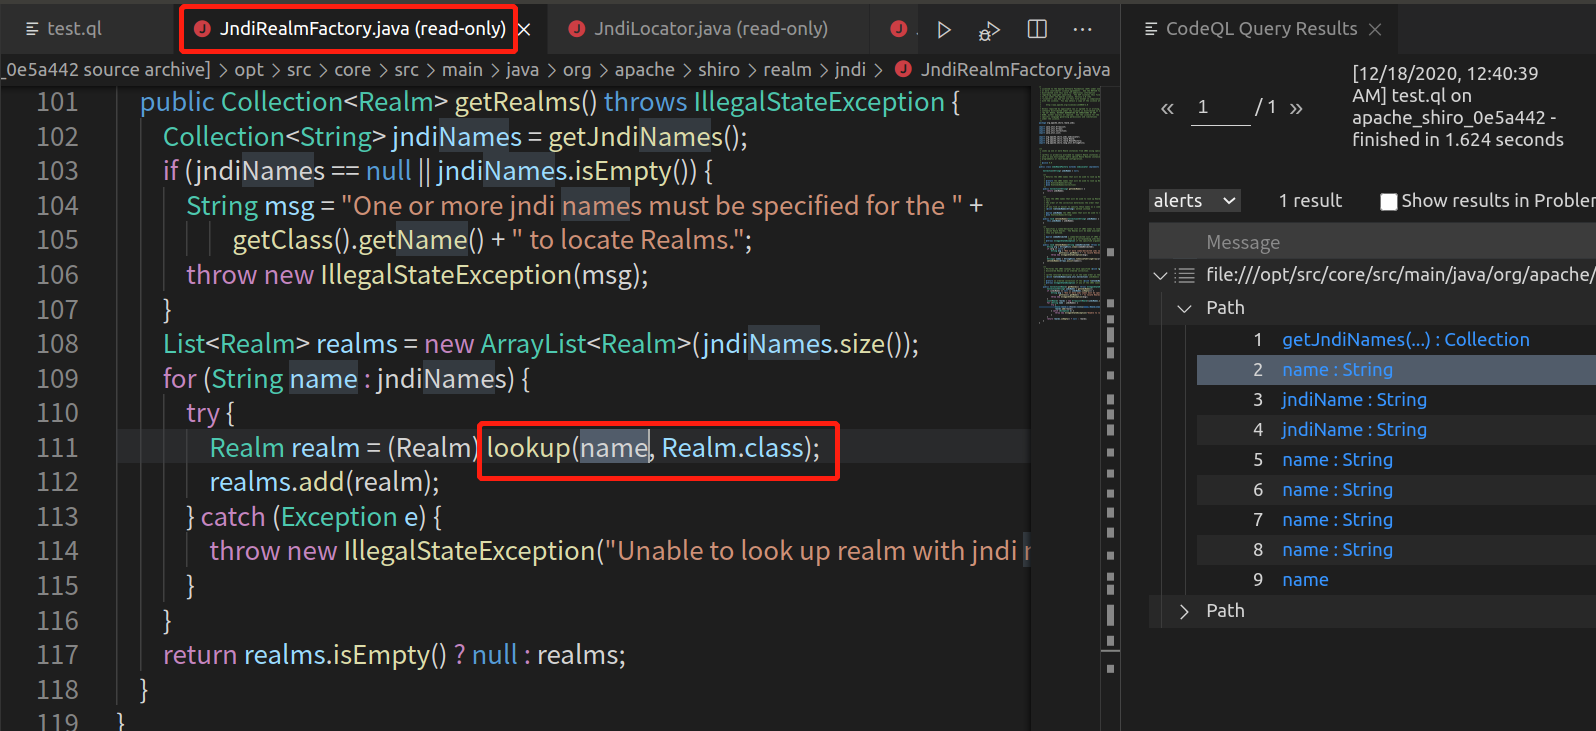 test.ql
JndiRealmFactory.java (read-only)
JndiLocator.java (read-only)
CodeQL Query Results
_0e5a442 source archive] > opt > src > core > src > main > java > org > apache > shiro > realm > jndi > JndiRealmFactory.java
101 public Collection<Realm> getRealms() throws IllegalStateException {
102 Collection<String> jndiNames = getJndiNames();
103 if (jndiNames == null || jndiNames.isEmpty()) {
104 String msg = "One or more jndi names must be specified for the " +
105 getClass().getName() + " to locate Realms.";
106 throw new IllegalStateException(msg);
107 }
108 List<Realm> realms = new ArrayList<Realm>(jndiNames.size());
109 for (String name : jndiNames) {
110 try {
111 Realm realm = (Realm) lookup(name, Realm.class);
112 realms.add(realm);
113 } catch (Exception e) {
114 throw new IllegalStateException("Unable to look up realm with jndi n
115 }
116 }
117 return realms.isEmpty() ? null : realms;
118 }
119 }
« 1 / 1 »
[12/18/2020, 12:40:39
AM] test.ql on
apache_shiro_0e5a442 -
finished in 1.624 seconds
alerts 1 result Show results in Problem
Message
file:///opt/src/core/src/main/java/org/apache/
Path
1 getJndiNames(...) : Collection
2 name : String
3 jndiName : String
4 jndiName : String
5 name : String
6 name : String
7 name : String
8 name : String
9 name
Path